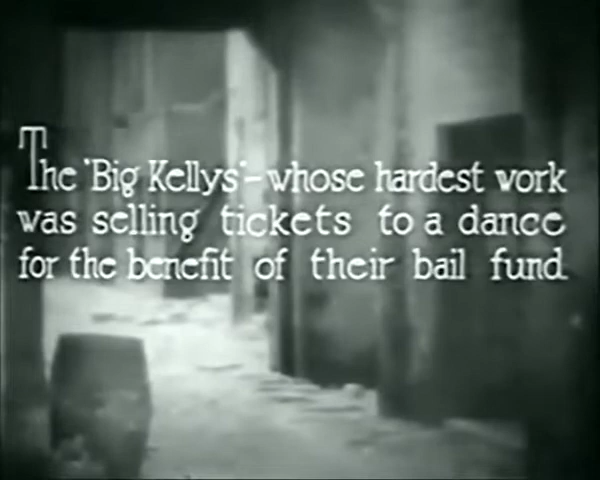 The 'Big Kellys'- whose hardest work
was selling tickets to a dance
for the benefit of their bail fund.